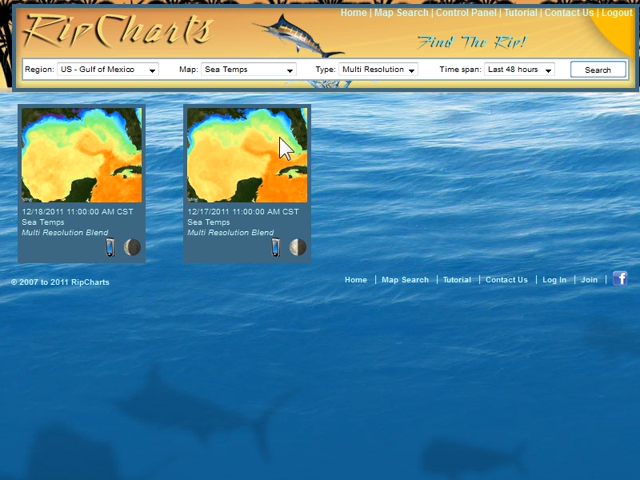 RipCharts
Home | Map Search | Control Panel | Tutorial | Contact Us | Logout
Find The Rip!
Region: US - Gulf of Mexico Map: Sea Temps Type: Multi Resolution Time span: Last 48 hours Search
12/18/2011 11:00:00 AM CST
Sea Temps
Multi Resolution Blend
12/17/2011 11:00:00 AM CST
Sea Temps
Multi Resolution Blend
© 2007 to 2011 RipCharts
Home | Map Search | Tutorial | Contact Us | Log In | Join |
f